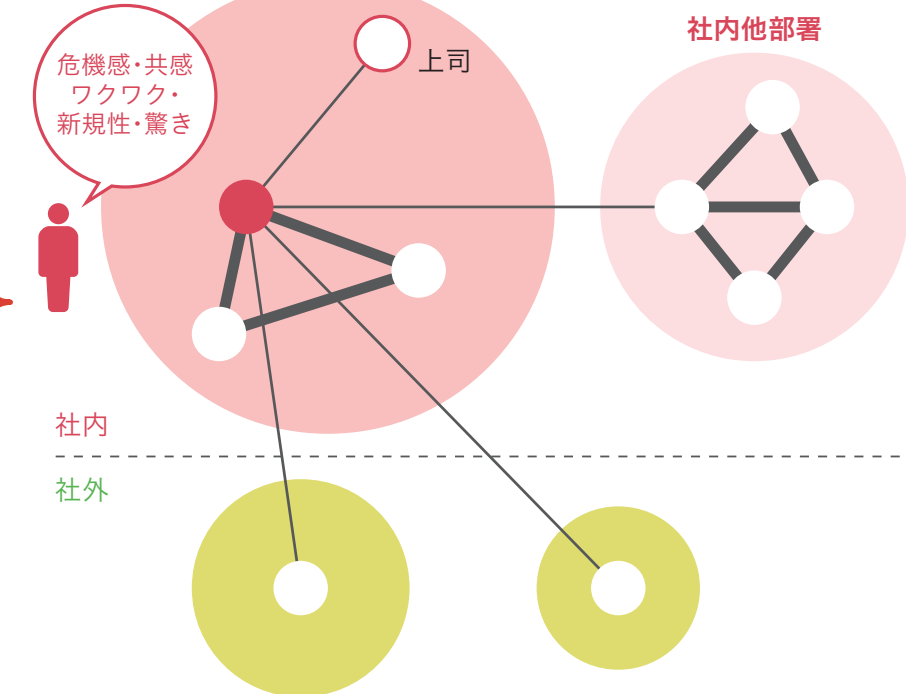 社内他部署
上司
危機感・共感
ワクワク・
新規性・驚き
社内
社外